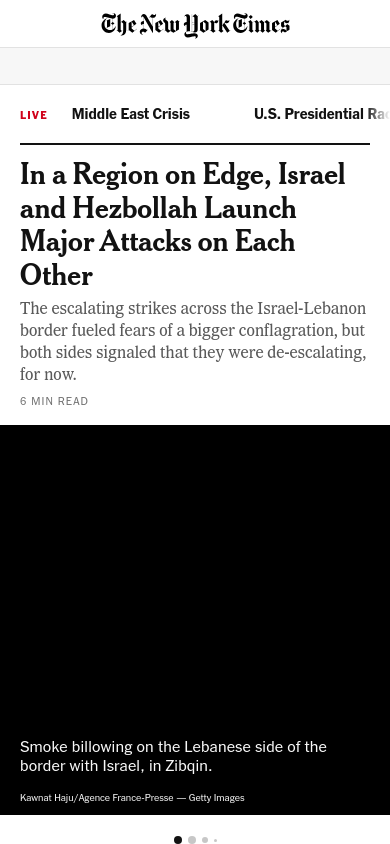 The New York Times
LIVE Middle East Crisis U.S. Presidential Rac
In a Region on Edge, Israel
and Hezbollah Launch
Major Attacks on Each
Other
The escalating strikes across the Israel-Lebanon
border fueled fears of a bigger conflagration, but
both sides signaled that they were de-escalating,
for now.
6 MIN READ
Smoke billowing on the Lebanese side of the
border with Israel, in Zibqin.
Kawnat Haju/Agence France-Presse — Getty Images